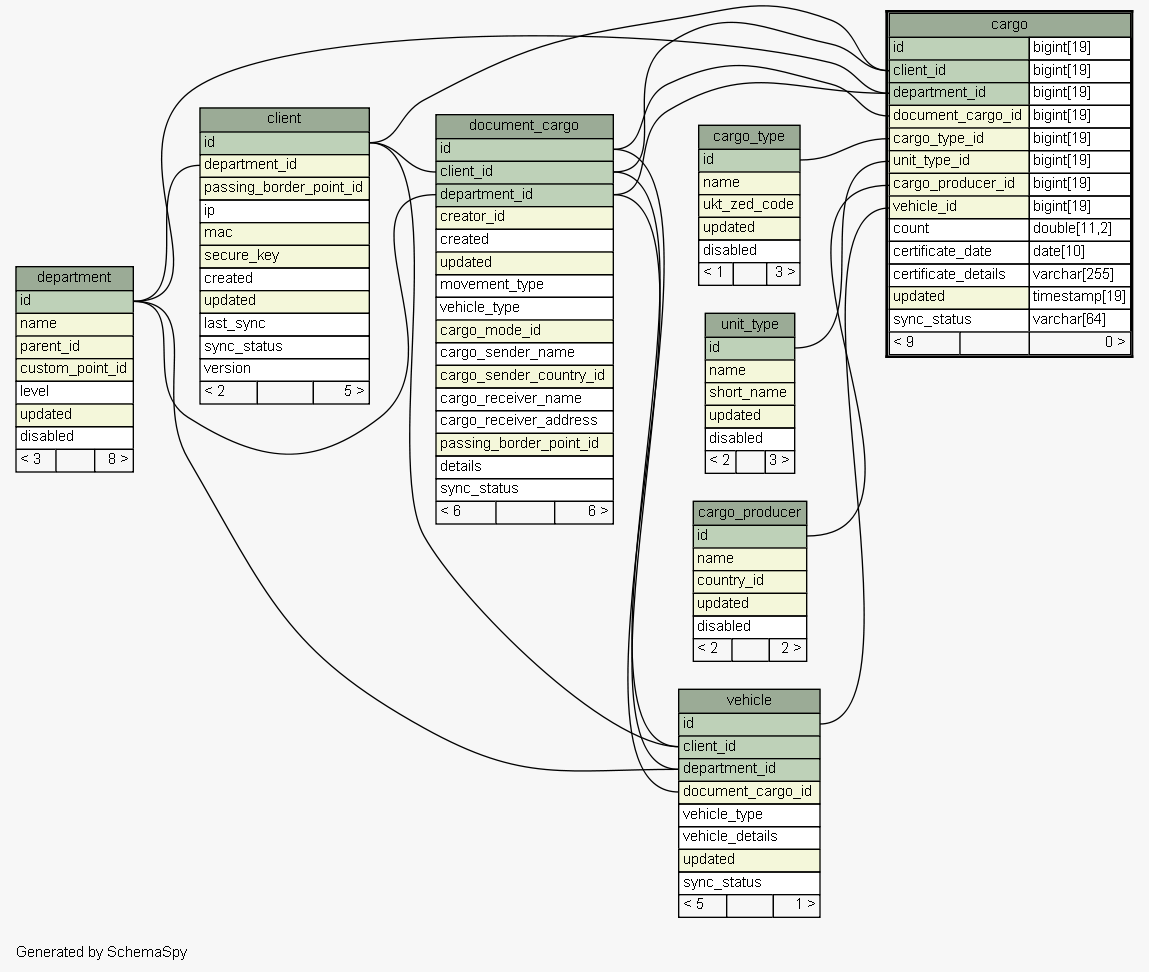 cargo
id bigint[19]
client_id bigint[19]
department_id bigint[19]
document_cargo_id bigint[19]
cargo_type_id bigint[19]
unit_type_id bigint[19]
cargo_producer_id bigint[19]
vehicle_id bigint[19]
count double[11,2]
certificate_date date[10]
certificate_details varchar[255]
updated timestamp[19]
sync_status varchar[64]
< 9 0 >
client
id
department_id
passing_border_point_id
ip
mac
secure_key
created
updated
last_sync
sync_status
version
< 2 5 >
document_cargo
id
client_id
department_id
creator_id
created
updated
movement_type
vehicle_type
cargo_mode_id
cargo_sender_name
cargo_sender_country_id
cargo_receiver_name
cargo_receiver_address
passing_border_point_id
details
sync_status
< 6 6 >
cargo_type
id
name
ukt_zed_code
updated
disabled
< 1 3 >
department
id
name
parent_id
custom_point_id
level
updated
disabled
< 3 8 >
unit_type
id
name
short_name
updated
disabled
< 2 3 >
cargo_producer
id
name
country_id
updated
disabled
< 2 2 >
vehicle
id
client_id
department_id
document_cargo_id
vehicle_type
vehicle_details
updated
sync_status
< 5 1 >
Generated by SchemaSpy